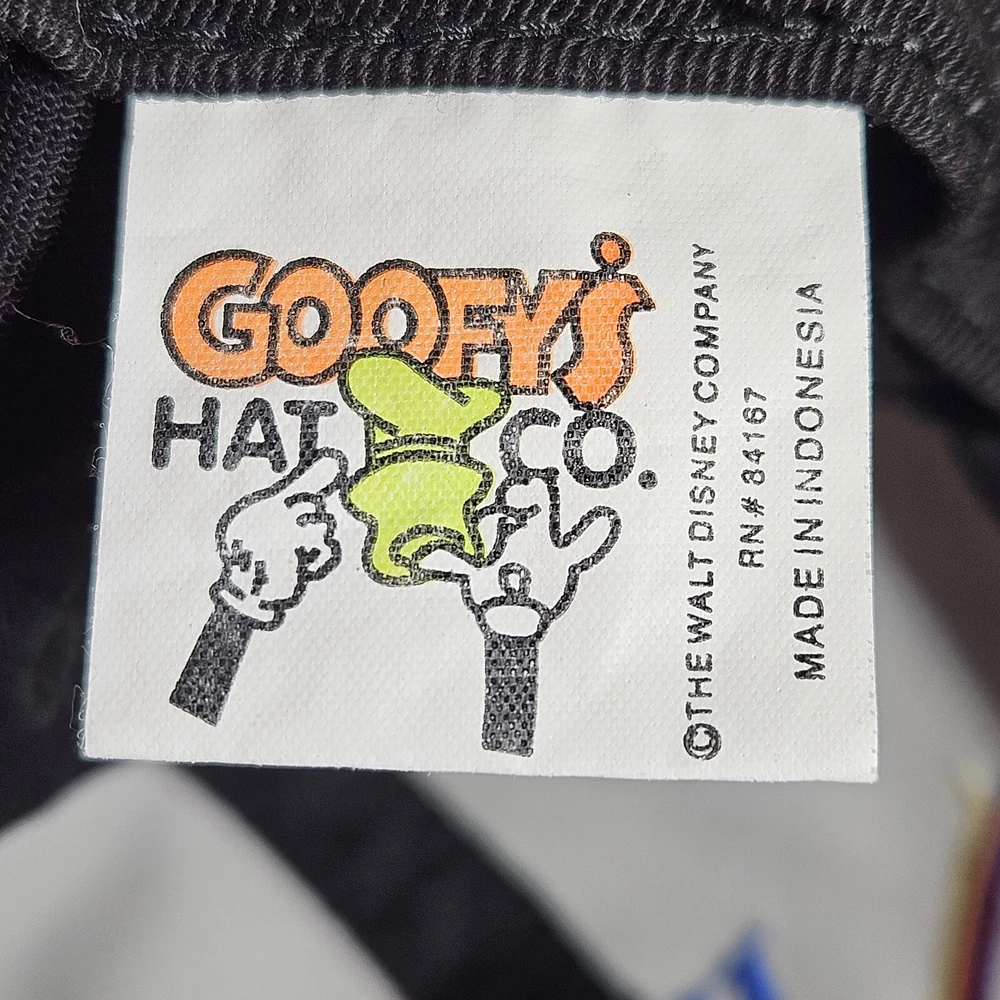 GOOFY'S
HAT CO.
©THE WALT DISNEY COMPANY
RN# 84167
MADE IN INDONESIA